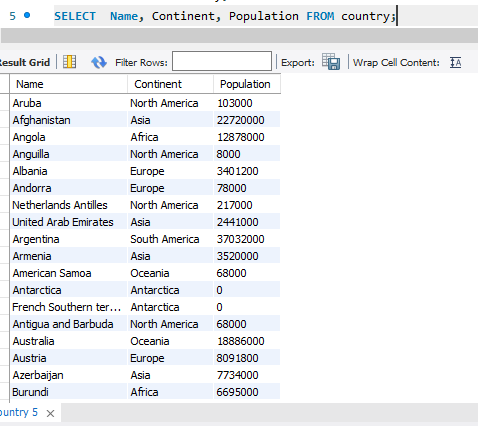 5 SELECT Name, Continent, Population FROM country;
Result Grid Filter Rows: Export: Wrap Cell Content:
Name Continent Population
Aruba North America 103000
Afghanistan Asia 22720000
Angola Africa 12878000
Anguilla North America 8000
Albania Europe 3401200
Andorra Europe 78000
Netherlands Antilles North America 217000
United Arab Emirates Asia 2441000
Argentina South America 37032000
Armenia Asia 3520000
American Samoa Oceania 68000
Antarctica Antarctica 0
French Southern ter... Antarctica 0
Antigua and Barbuda North America 68000
Australia Oceania 18886000
Austria Europe 8091800
Azerbaijan Asia 7734000
Burundi Africa 6695000
ountry 5